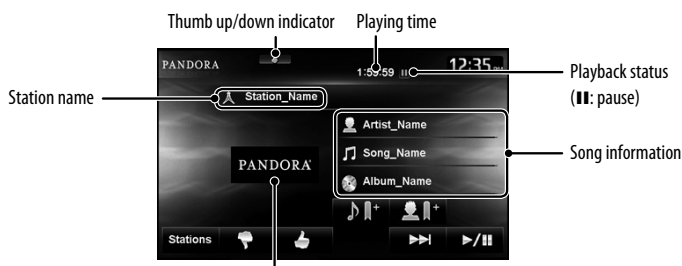 Thumb up/down indicator
Playing time
PANDORA
1:59:59
12:35 PM
Playback status
(II: pause)
Station name
Station_Name
Artist_Name
Song_Name
Song information
PANDORA
Album_Name
Stations